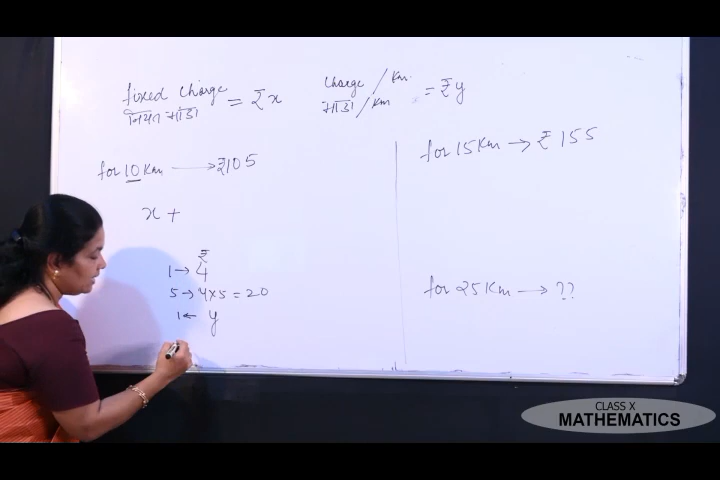 fixed charge = ₹x
नियत भाडा
charge / km. = ₹y
भाडा / km
for 10 km → ₹105
x +
₹
1 → 4
5 → 4×5 = 20
1 ← y
for 15 km → ₹ 155
for 25 km → ??
CLASS X
MATHEMATICS